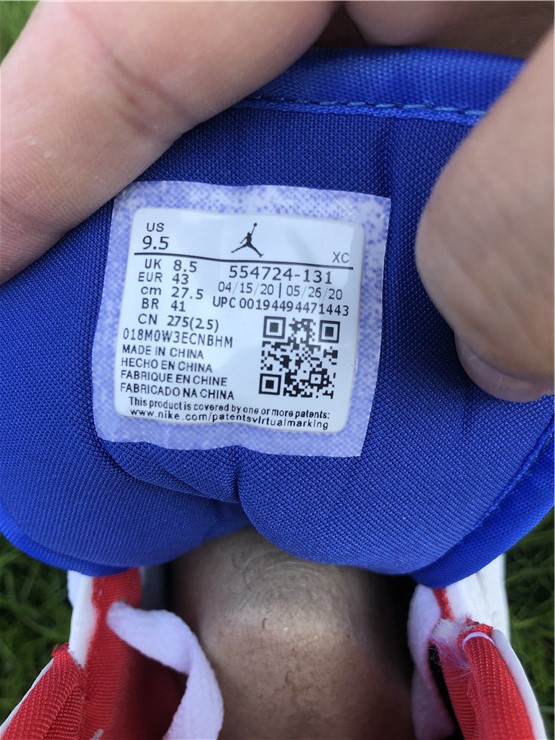 US
9.5
XC
UK 8.5
EUR 43
cm 27.5
BR 41
CN 275(2.5)
554724-131
04/15/20 | 05/26/20
UPC 00194494471443
018M0W3ECNBHM
MADE IN CHINA
HECHO EN CHINA
FABRIQUE EN CHINE
FABRICADO NA CHINA
This product is covered by one or more patents:
www.nike.com/patentsvirtualmarking